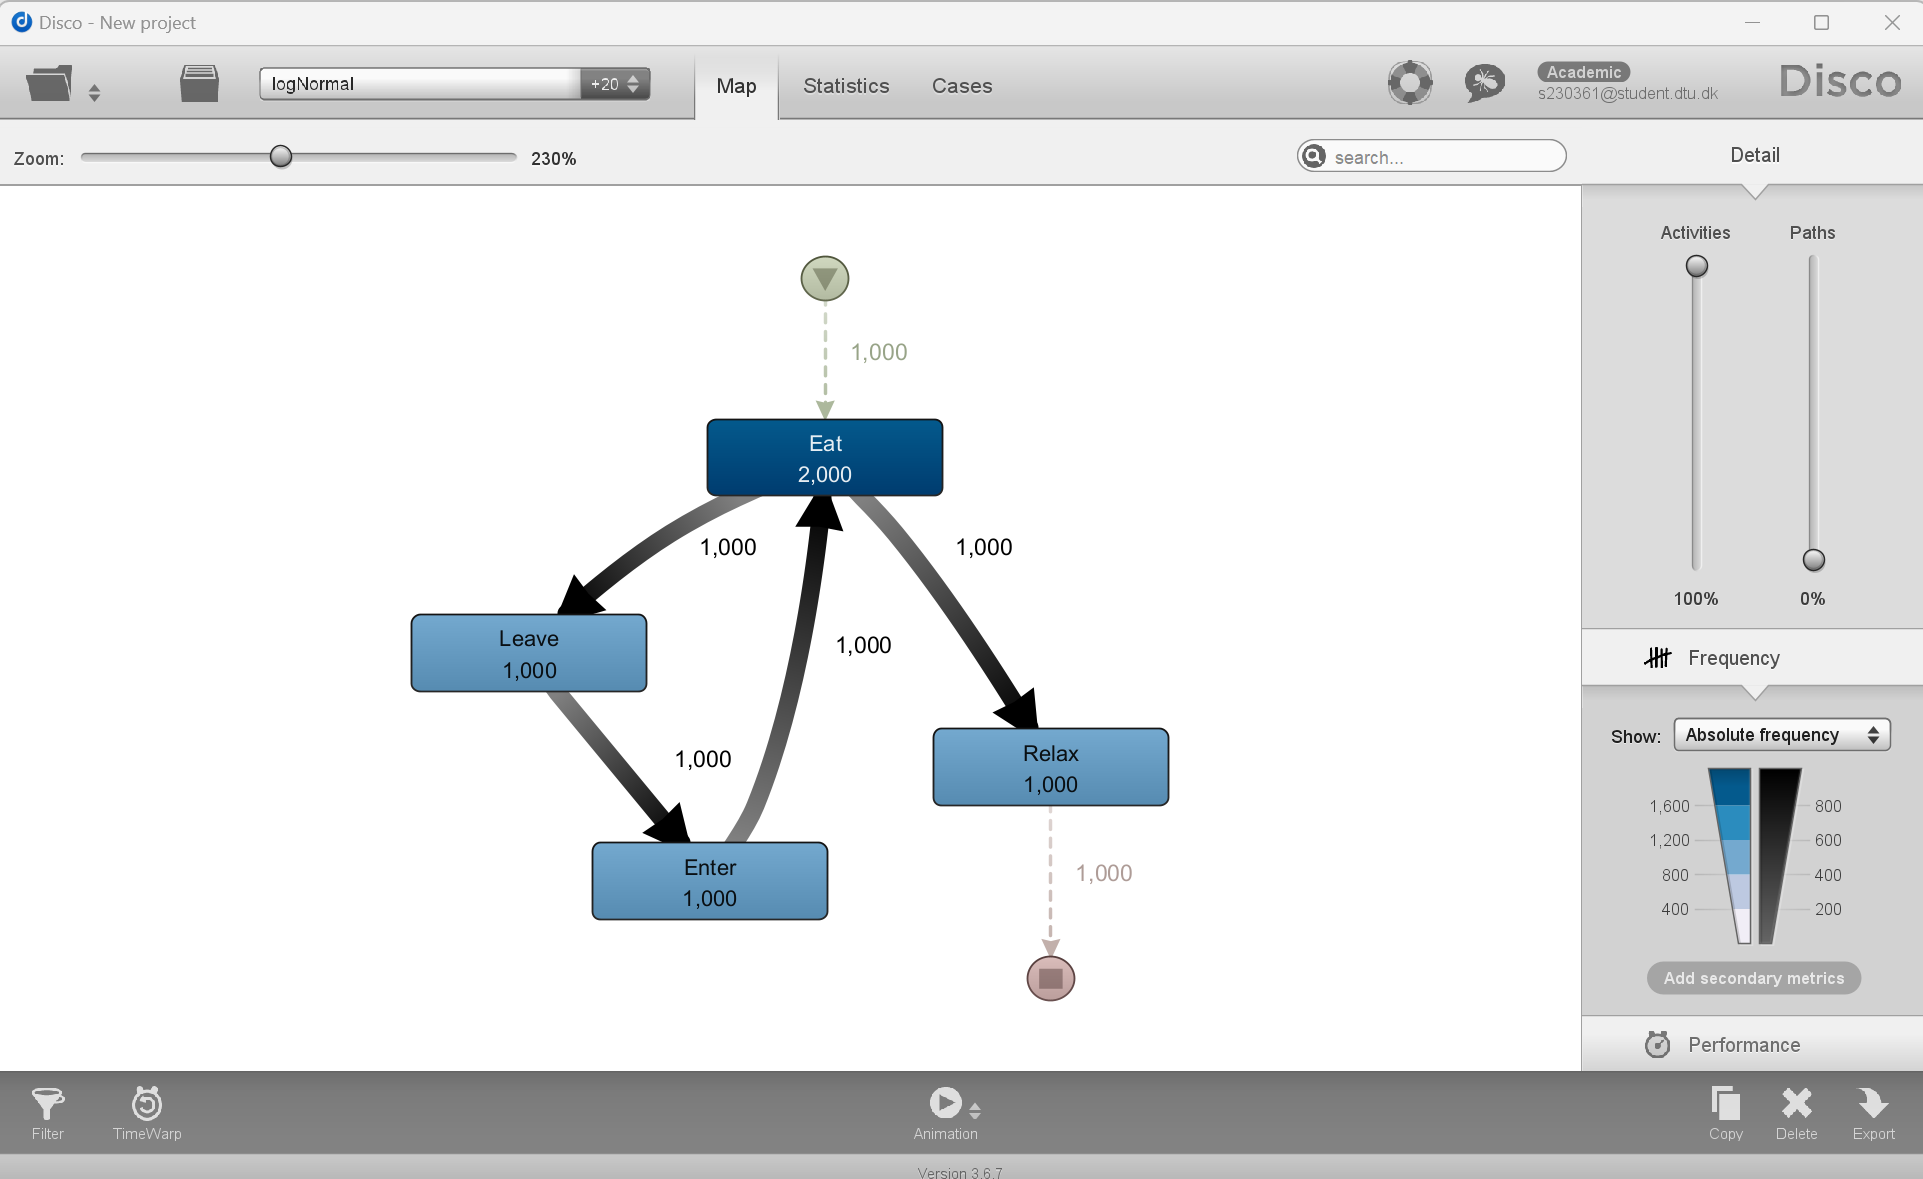 Disco - New project
logNormal
+20
Map
Statistics
Cases
Academic
s230361@student.dtu.dk
Disco
Zoom:
230%
search...
Detail
Activities
Paths
100%
0%
1,000
Eat
2,000
1,000
1,000
Leave
1,000
1,000
1,000
Relax
1,000
Enter
1,000
1,000
Frequency
Show:
Absolute frequency
1,600
800
1,200
600
800
400
400
200
Add secondary metrics
Performance
Filter
TimeWarp
Animation
Copy
Delete
Export
Version 3.6.7